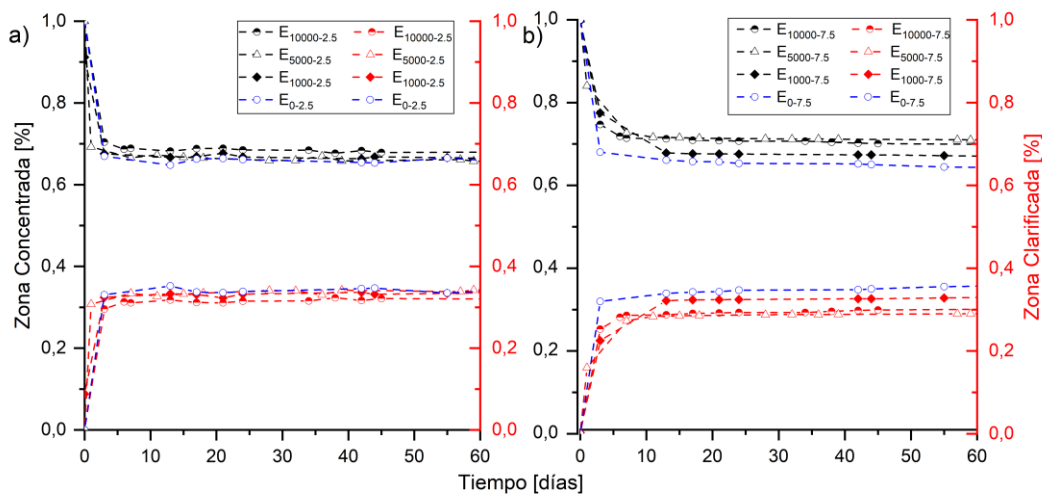 a)
E10000-2.5 E10000-2.5
E5000-2.5 E5000-2.5
E1000-2.5 E1000-2.5
E0-2.5 E0-2.5
b)
E10000-7.5 E10000-7.5
E5000-7.5 E5000-7.5
E1000-7.5 E1000-7.5
E0-7.5 E0-7.5
Zona Concentrada [%]
1,0
0,8
0,6
0,4
0,2
0,0
1,0
0,8
0,6
0,4
0,2
0,0
1,0
0,8
0,6
0,4
0,2
0,0
Zona Clarificada [%]
0 10 20 30 40 50 60
0 10 20 30 40 50 60
Tiempo [días]